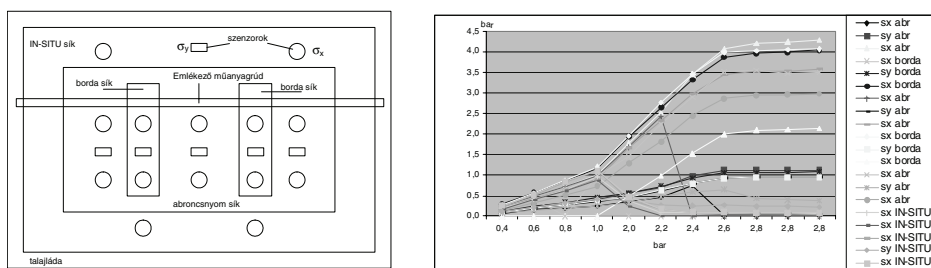 IN-SITU sík
σy
szenzorok
σx
Emlékező műanyagrúd
borda sík
borda sík
abroncsnyom sík
talajláda
bar
4,5
4,0
3,5
3,0
2,5
2,0
1,5
1,0
0,5
0,0
0,4 0,6 0,8 1,0 2,0 2,2 2,4 2,6 2,8 2,8 2,8
bar
sx abr
sy abr
sx abr
sx borda
sy borda
sx borda
sx abr
sy abr
sx abr
sx borda
sy borda
sx borda
sx abr
sy abr
sx abr
sx IN-SITU
sx IN-SITU
sx IN-SITU
sy IN-SITU
sx IN-SITU